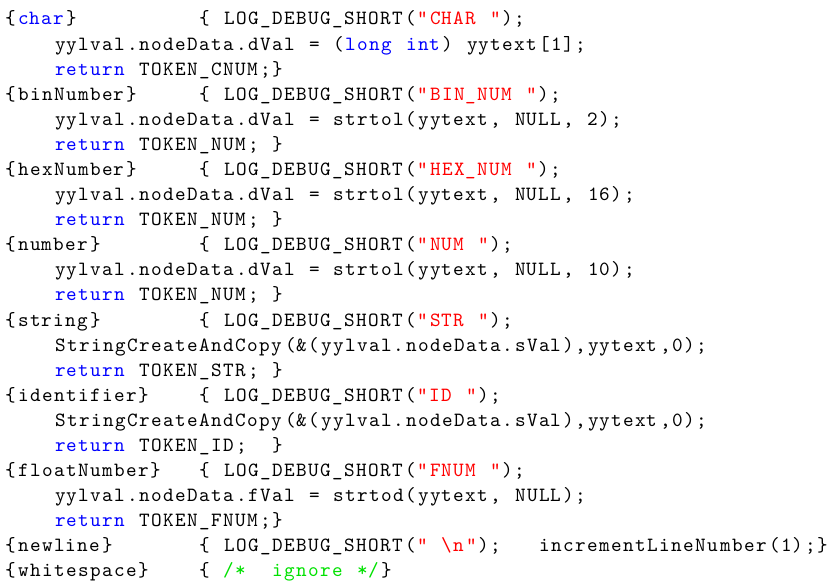 {char}          { LOG_DEBUG_SHORT("CHAR ");
    yylval.nodeData.dVal = (long int) yytext[1];
    return TOKEN_CNUM;}
{binNumber}     { LOG_DEBUG_SHORT("BIN_NUM ");
    yylval.nodeData.dVal = strtol(yytext, NULL, 2);
    return TOKEN_NUM; }
{hexNumber}     { LOG_DEBUG_SHORT("HEX_NUM ");
    yylval.nodeData.dVal = strtol(yytext, NULL, 16);
    return TOKEN_NUM; }
{number}        { LOG_DEBUG_SHORT("NUM ");
    yylval.nodeData.dVal = strtol(yytext, NULL, 10);
    return TOKEN_NUM; }
{string}        { LOG_DEBUG_SHORT("STR ");
    StringCreateAndCopy(&(yylval.nodeData.sVal),yytext,0);
    return TOKEN_STR; }
{identifier}    { LOG_DEBUG_SHORT("ID ");
    StringCreateAndCopy(&(yylval.nodeData.sVal),yytext,0);
    return TOKEN_ID;  }
{floatNumber}   { LOG_DEBUG_SHORT("FNUM ");
    yylval.nodeData.fVal = strtod(yytext, NULL);
    return TOKEN_FNUM;}
{newline}       { LOG_DEBUG_SHORT(" \n");   incrementLineNumber(1);}
{whitespace}    { /*  ignore */}